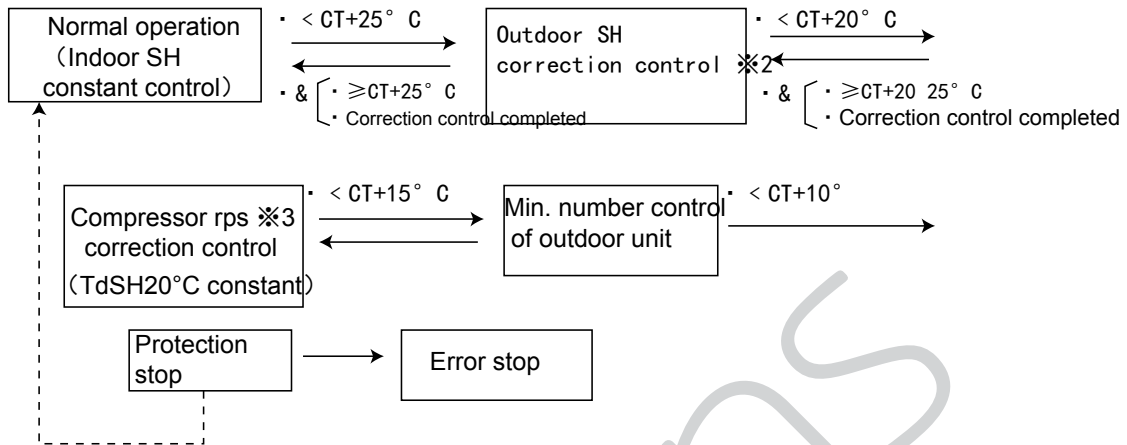 Normal operation
（Indoor SH
constant control）
・ < CT+25° C
・& ・ ≥CT+25° C
・ Correction control completed
Outdoor SH
correction control ※2
・ < CT+20° C
・& ・ ≥CT+20 25° C
・ Correction control completed
Compressor rps ※3
correction control
（TdSH20°C constant）
・ < CT+15° C
Min. number control
of outdoor unit
・ < CT+10°
Protection
stop
Error stop